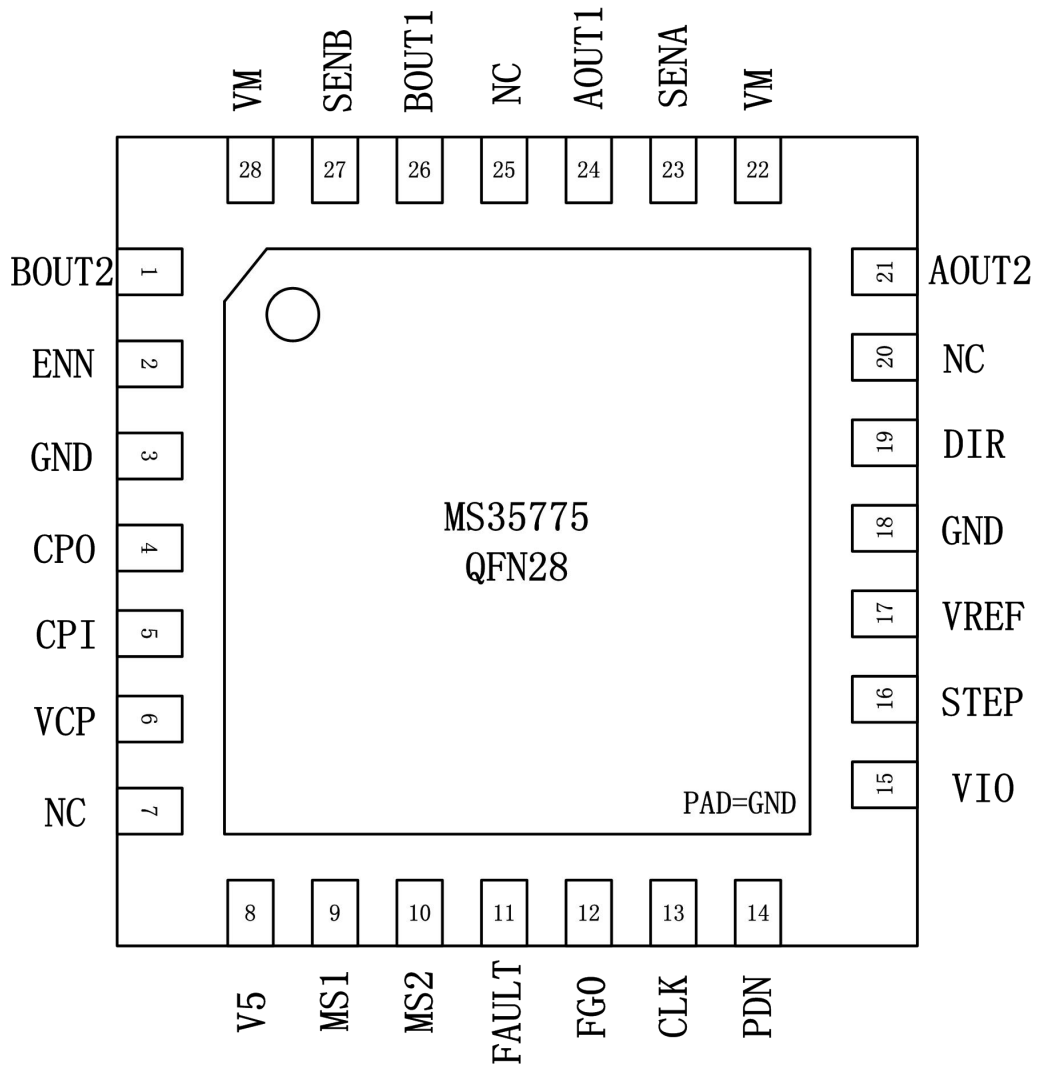 VM
SENB
BOUT1
NC
AOUT1
SENA
VM
28
27
26
25
24
23
22
BOUT2 1
ENN 2
GND 3
CPO 4
CPI 5
VCP 6
NC 7
21 AOUT2
20 NC
19 DIR
18 GND
17 VREF
16 STEP
15 VIO
MS35775
QFN28
PAD=GND
8
9
10
11
12
13
14
V5
MS1
MS2
FAULT
FGO
CLK
PDN